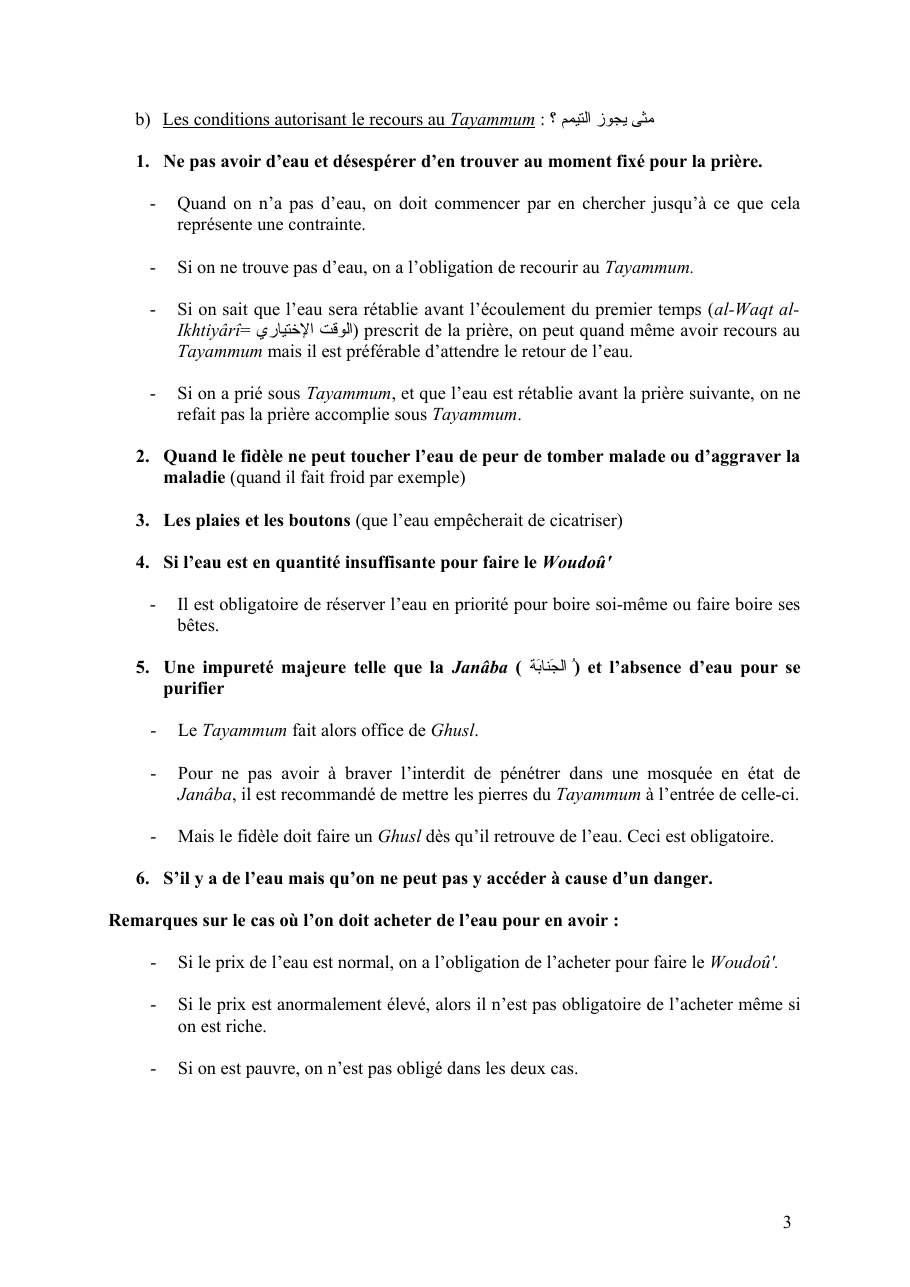 b) Les conditions autorisant le recours au Tayammum : مثى يجوز التيمم ؟
1. Ne pas avoir d’eau et désespérer d’en trouver au moment fixé pour la prière.
- Quand on n’a pas d’eau, on doit commencer par en chercher jusqu’à ce que cela
représente une contrainte.
- Si on ne trouve pas d’eau, on a l’obligation de recourir au Tayammum.
- Si on sait que l’eau sera rétablie avant l’écoulement du premier temps (al-Waqt al-
Ikhtiyârî= الوقت الإختياري) prescrit de la prière, on peut quand même avoir recours au
Tayammum mais il est préférable d’attendre le retour de l’eau.
- Si on a prié sous Tayammum, et que l’eau est rétablie avant la prière suivante, on ne
refait pas la prière accomplie sous Tayammum.
2. Quand le fidèle ne peut toucher l’eau de peur de tomber malade ou d’aggraver la
maladie (quand il fait froid par exemple)
3. Les plaies et les boutons (que l’eau empêcherait de cicatriser)
4. Si l’eau est en quantité insuffisante pour faire le Woudoû'
- Il est obligatoire de réserver l’eau en priorité pour boire soi-même ou faire boire ses
bêtes.
5. Une impureté majeure telle que la Janâba ( الجَنابَة ُ) et l’absence d’eau pour se
purifier
- Le Tayammum fait alors office de Ghusl.
- Pour ne pas avoir à braver l’interdit de pénétrer dans une mosquée en état de
Janâba, il est recommandé de mettre les pierres du Tayammum à l’entrée de celle-ci.
- Mais le fidèle doit faire un Ghusl dès qu’il retrouve de l’eau. Ceci est obligatoire.
6. S’il y a de l’eau mais qu’on ne peut pas y accéder à cause d’un danger.
Remarques sur le cas où l’on doit acheter de l’eau pour en avoir :
- Si le prix de l’eau est normal, on a l’obligation de l’acheter pour faire le Woudoû'.
- Si le prix est anormalement élevé, alors il n’est pas obligatoire de l’acheter même si
on est riche.
- Si on est pauvre, on n’est pas obligé dans les deux cas.
3